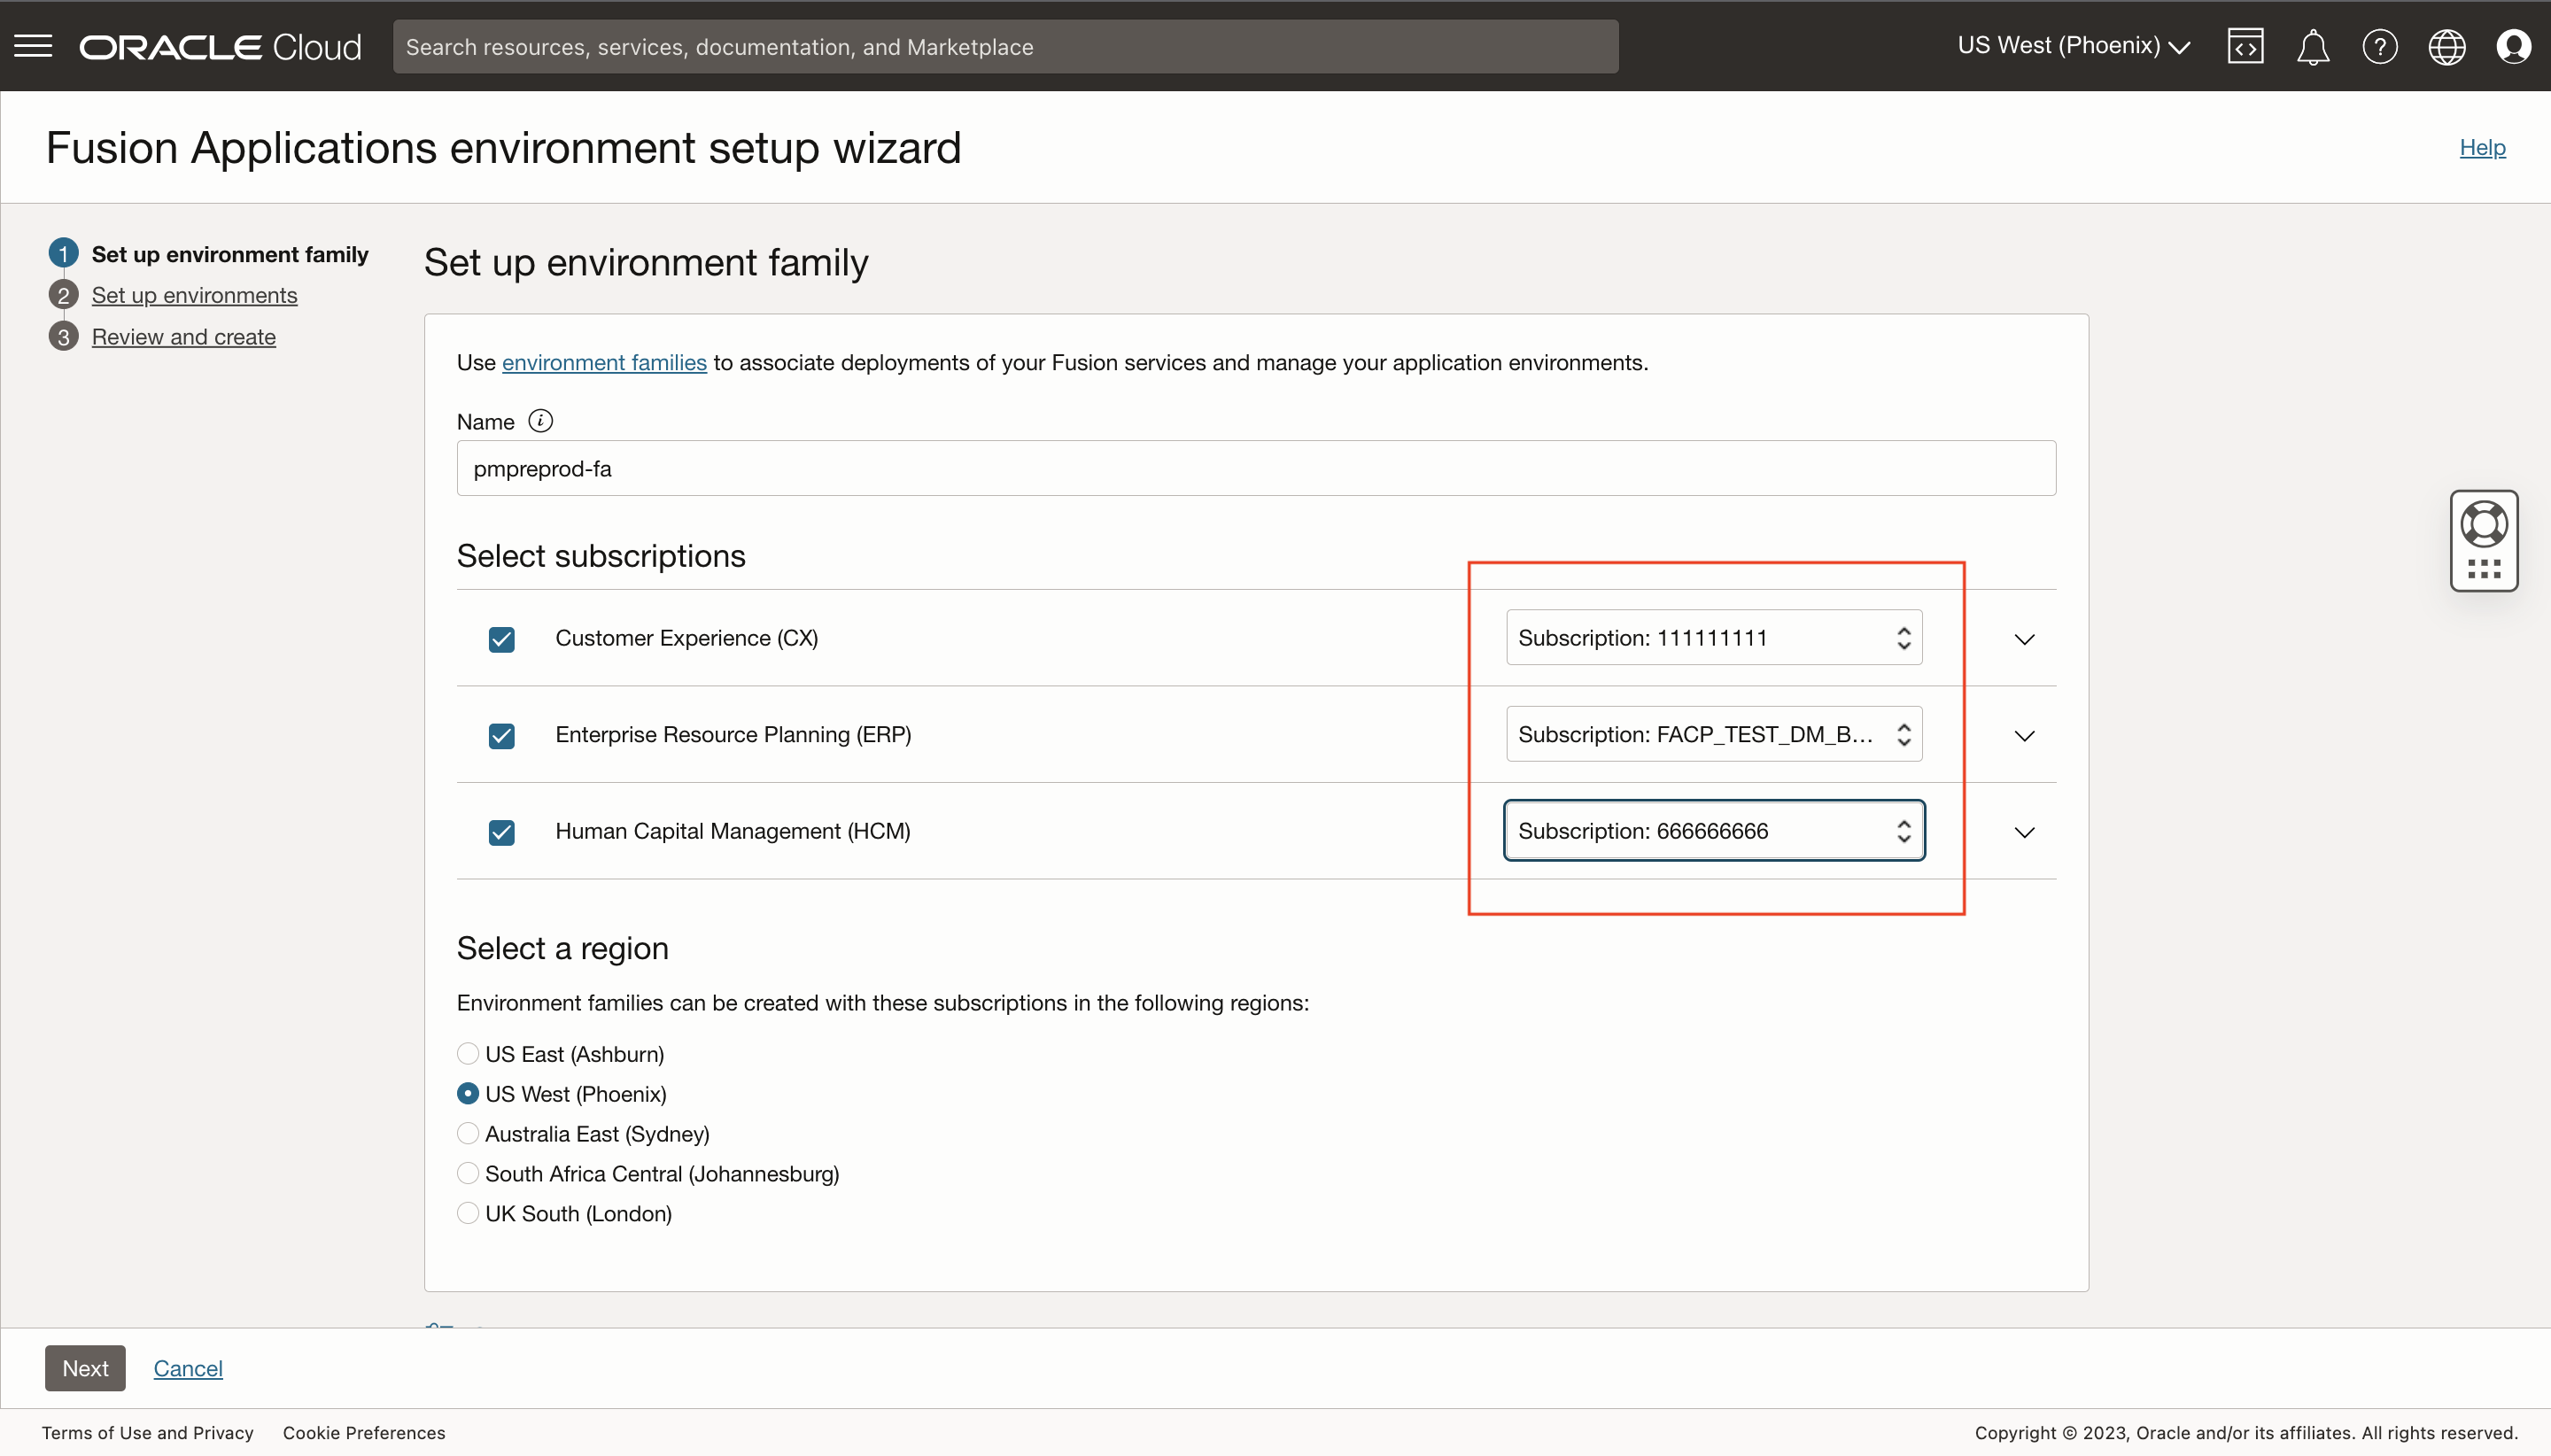 ORACLE Cloud
Search resources, services, documentation, and Marketplace
US West (Phoenix)
Fusion Applications environment setup wizard
Help
1 Set up environment family
2 Set up environments
3 Review and create
Set up environment family
Use environment families to associate deployments of your Fusion services and manage your application environments.
Name
pmpreprod-fa
Select subscriptions
Customer Experience (CX)
Subscription: 111111111
Enterprise Resource Planning (ERP)
Subscription: FACP_TEST_DM_B...
Human Capital Management (HCM)
Subscription: 666666666
Select a region
Environment families can be created with these subscriptions in the following regions:
US East (Ashburn)
US West (Phoenix)
Australia East (Sydney)
South Africa Central (Johannesburg)
UK South (London)
Next
Cancel
Terms of Use and Privacy
Cookie Preferences
Copyright © 2023, Oracle and/or its affiliates. All rights reserved.